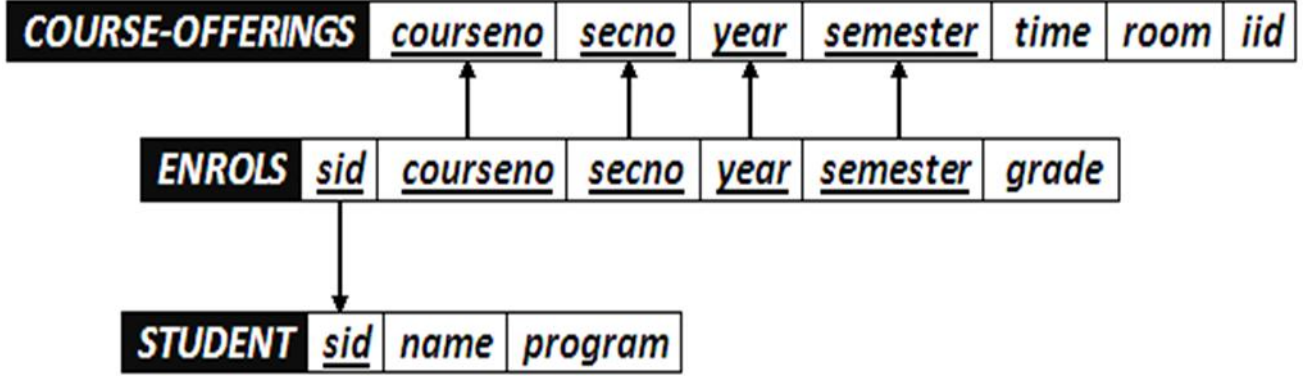 COURSE-OFFERINGS courseno secno year semester time room iid
ENROLS sid courseno secno year semester grade
STUDENT sid name program